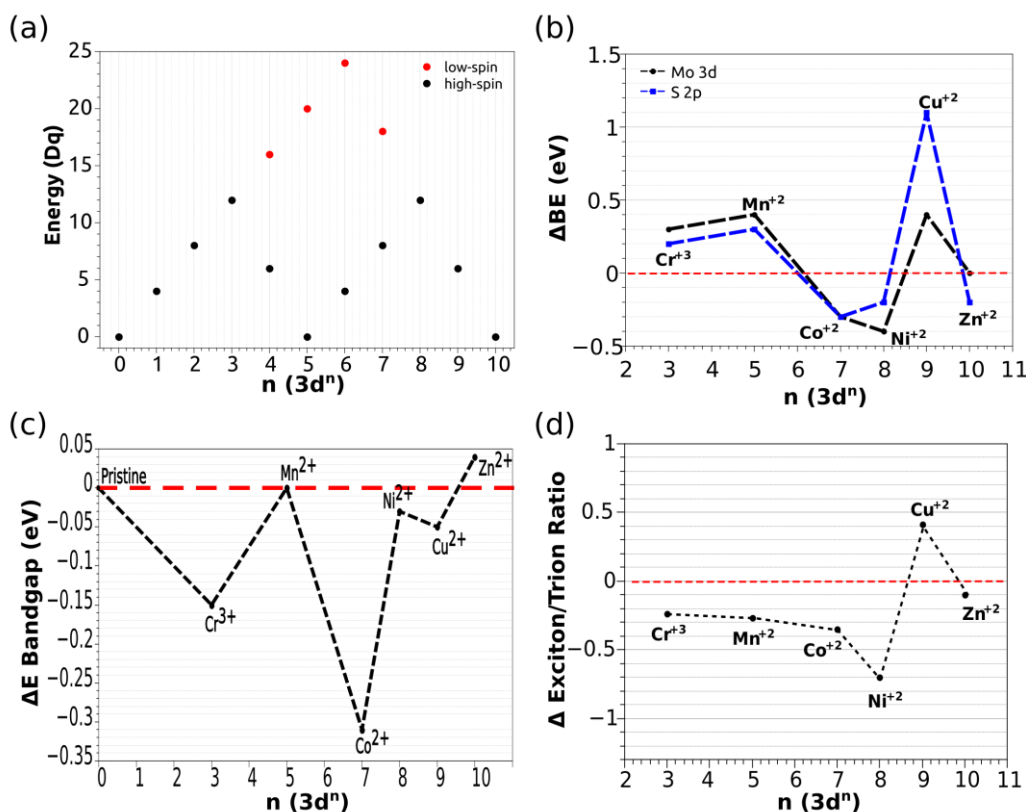 (a)
25
20
15
10
5
0
Energy (Dq)
low-spin
high-spin
0 1 2 3 4 5 6 7 8 9 10
n (3dⁿ)
(b)
1.5
1
0.5
0
−0.5
ΔBE (eV)
Mo 3d
S 2p
Cu⁺²
Mn⁺²
Cr⁺³
Co⁺²
Ni⁺²
Zn⁺²
2 3 4 5 6 7 8 9 10 11
n (3dⁿ)
(c)
0.05
0
−0.05
−0.1
−0.15
−0.2
−0.25
−0.3
−0.35
ΔE Bandgap (eV)
Pristine
Mn²⁺
Zn²⁺
Ni²⁺
Cu²⁺
Cr³⁺
Co²⁺
0 1 2 3 4 5 6 7 8 9 10
n (3dⁿ)
(d)
1
0.5
0
−0.5
−1
Δ Exciton/Trion Ratio
Cu⁺²
Cr⁺³
Mn⁺²
Co⁺²
Zn⁺²
Ni⁺²
2 3 4 5 6 7 8 9 10 11
n (3dⁿ)